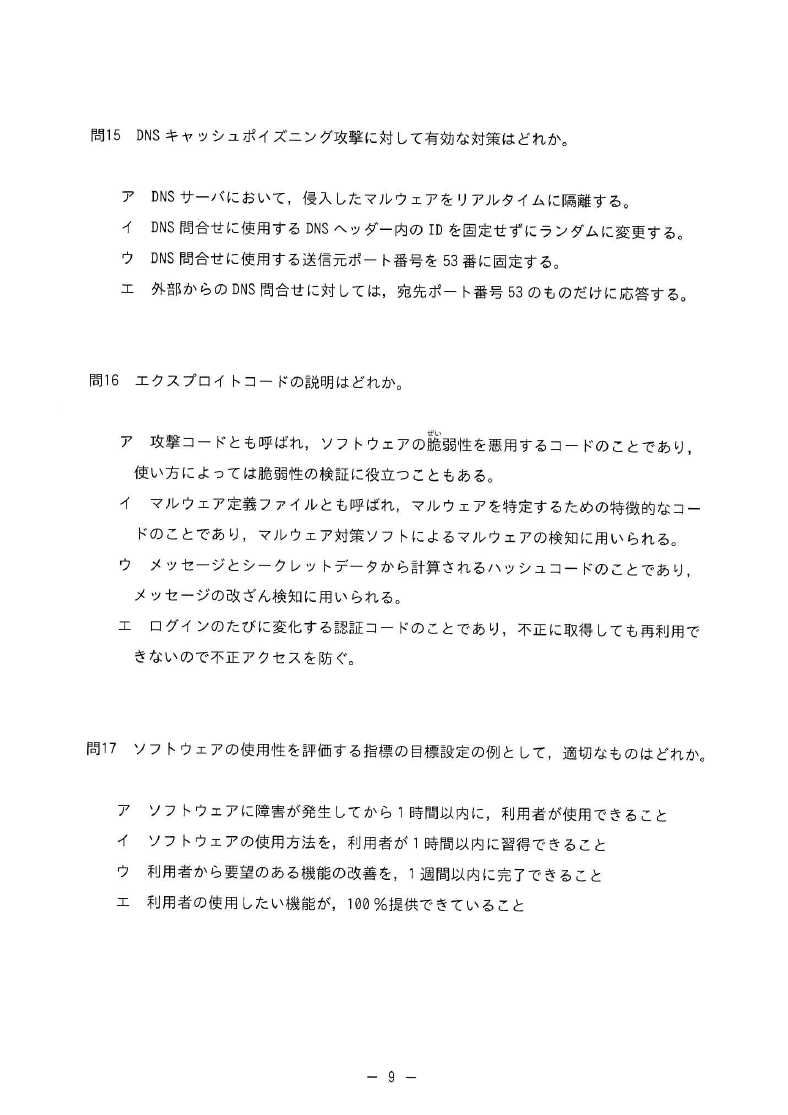 問15 DNS キャッシュポイズニング攻撃に対して有効な対策はどれか。
ア DNS サーバにおいて，侵入したマルウェアをリアルタイムに隔離する。
イ DNS 問合せに使用する DNS ヘッダー内の ID を固定せずにランダムに変更する。
ウ DNS 問合せに使用する送信元ポート番号を 53 番に固定する。
エ 外部からの DNS 問合せに対しては，宛先ポート番号 53 のものだけに応答する。
問16 エクスプロイトコードの説明はどれか。
ぜい
ア 攻撃コードとも呼ばれ，ソフトウェアの脆弱性を悪用するコードのことであり，
使い方によっては脆弱性の検証に役立つこともある。
イ マルウェア定義ファイルとも呼ばれ，マルウェアを特定するための特徴的なコー
ドのことであり，マルウェア対策ソフトによるマルウェアの検知に用いられる。
ウ メッセージとシークレットデータから計算されるハッシュコードのことであり，
メッセージの改ざん検知に用いられる。
エ ログインのたびに変化する認証コードのことであり，不正に取得しても再利用で
きないので不正アクセスを防ぐ。
問17 ソフトウェアの使用性を評価する指標の目標設定の例として，適切なものはどれか。
ア ソフトウェアに障害が発生してから 1 時間以内に，利用者が使用できること
イ ソフトウェアの使用方法を，利用者が 1 時間以内に習得できること
ウ 利用者から要望のある機能の改善を，1 週間以内に完了できること
エ 利用者の使用したい機能が，100 %提供できていること
－ 9 －